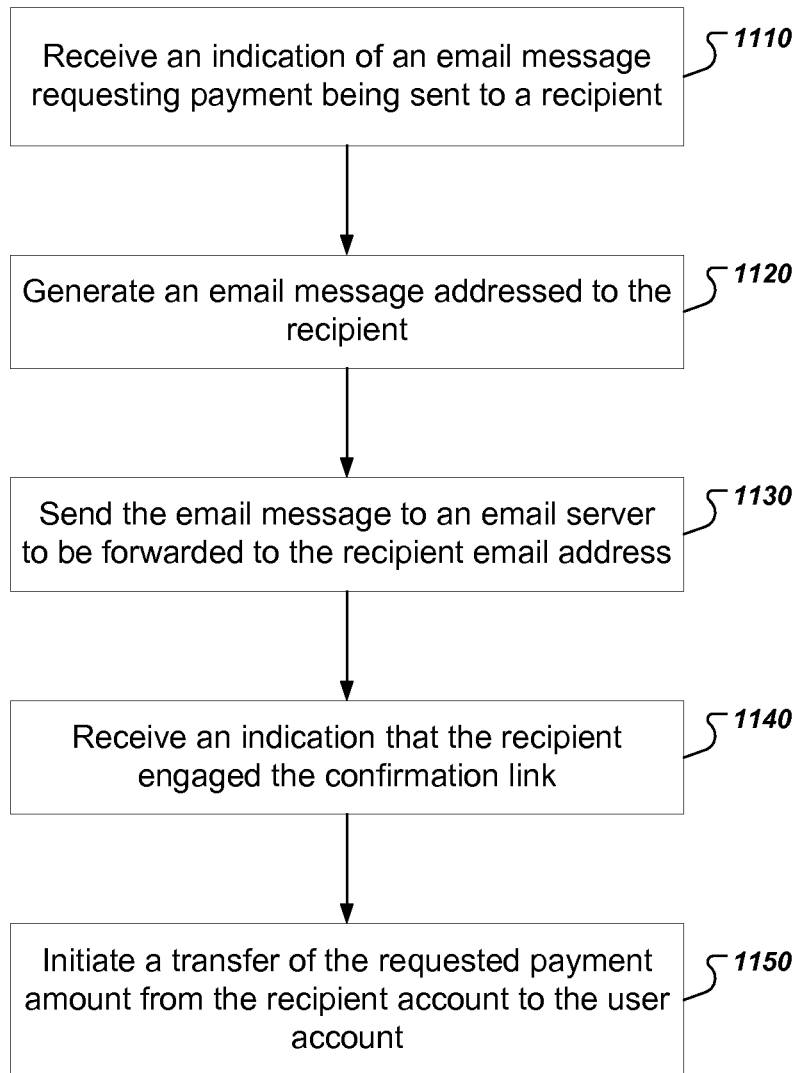 Receive an indication of an email message
requesting payment being sent to a recipient
1110
Generate an email message addressed to the
recipient
1120
Send the email message to an email server
to be forwarded to the recipient email address
1130
Receive an indication that the recipient
engaged the confirmation link
1140
Initiate a transfer of the requested payment
amount from the recipient account to the user
account
1150